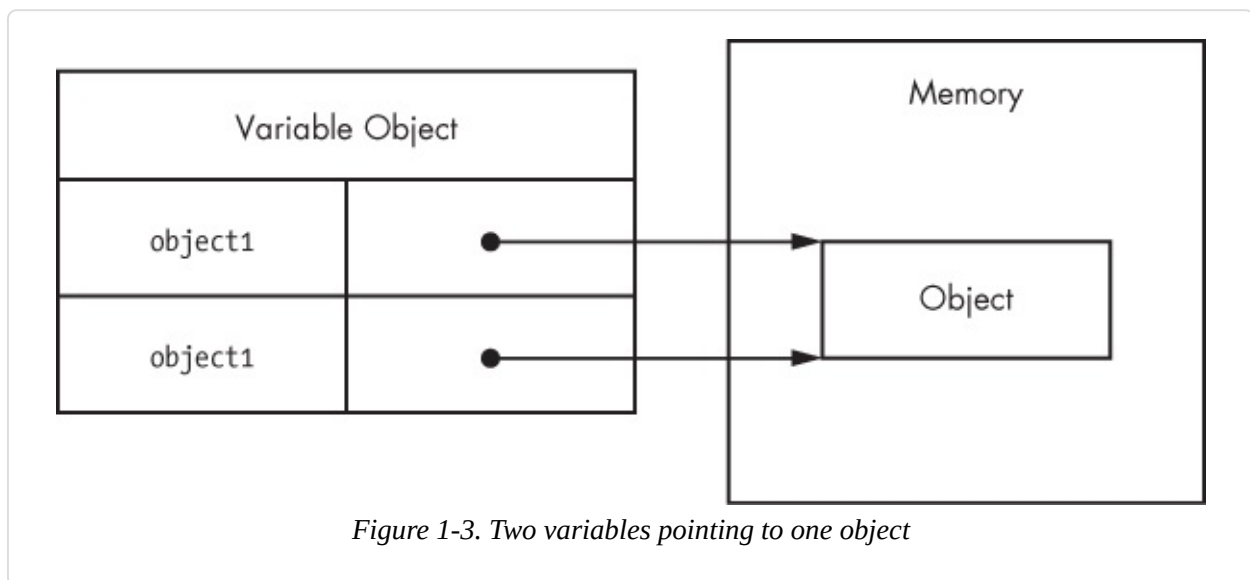 Variable Object
Memory
object1
Object
object1
Figure 1-3. Two variables pointing to one object